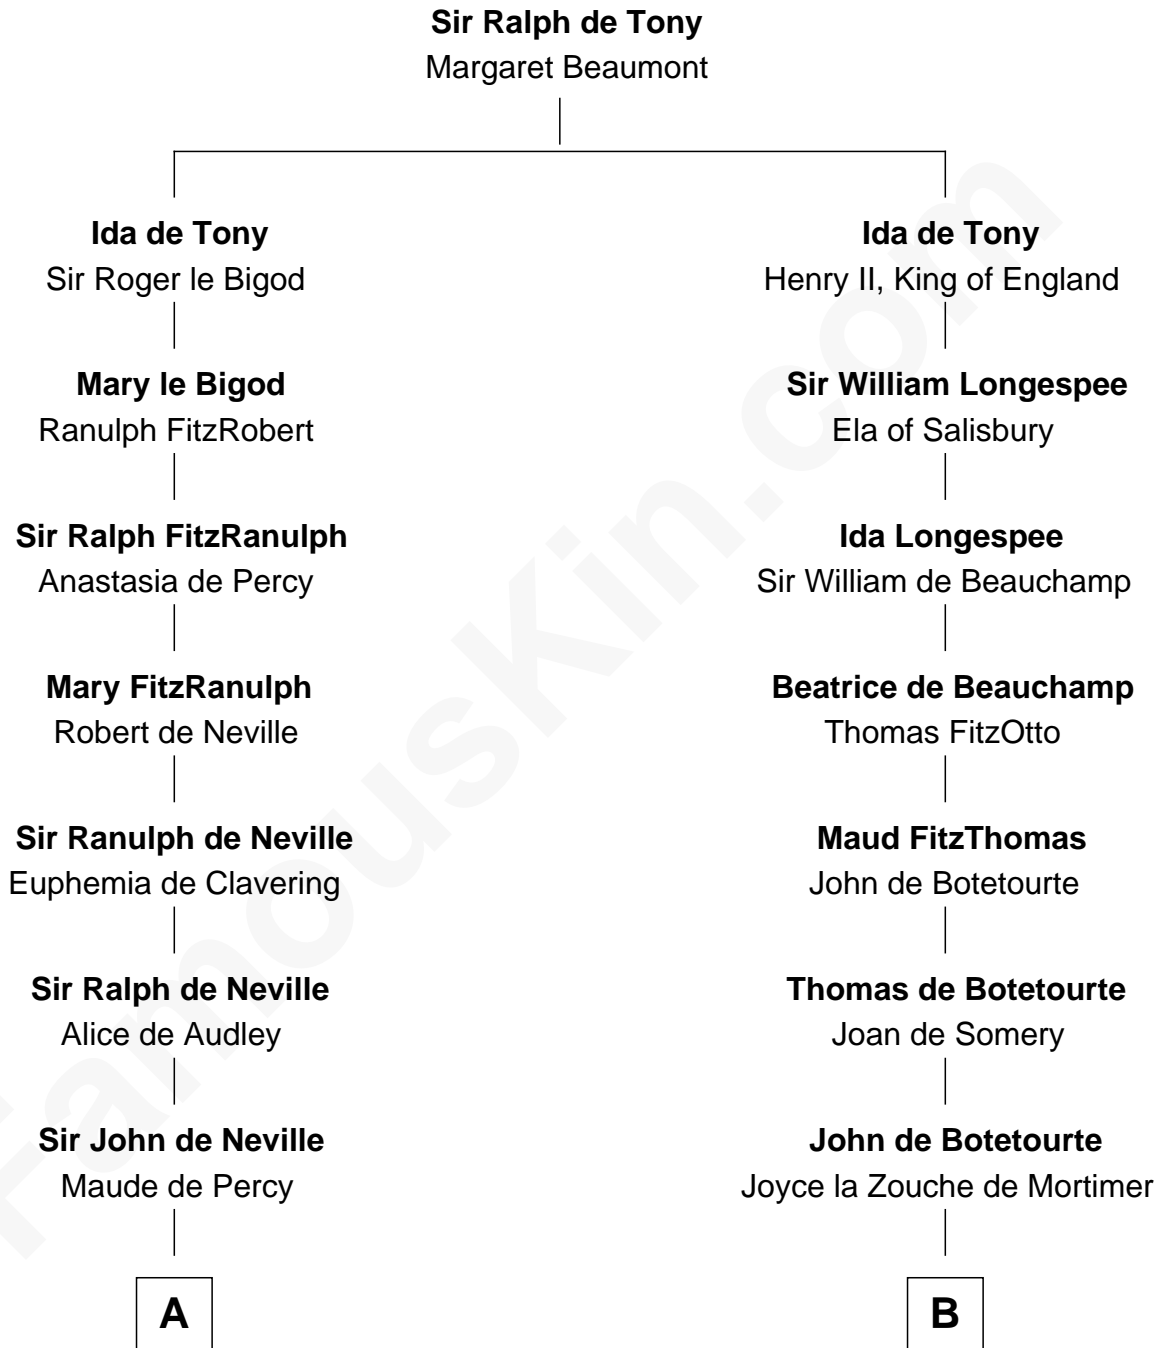 Sir Ralph de Tony
Margaret Beaumont
Ida de Tony
Sir Roger le Bigod
Mary le Bigod
Ranulph FitzRobert
Sir Ralph FitzRanulph
Anastasia de Percy
Mary FitzRanulph
Robert de Neville
Sir Ranulph de Neville
Euphemia de Clavering
Sir Ralph de Neville
Alice de Audley
Sir John de Neville
Maude de Percy
A
Ida de Tony
Henry II, King of England
Sir William Longespee
Ela of Salisbury
Ida Longespee
Sir William de Beauchamp
Beatrice de Beauchamp
Thomas FitzOtto
Maud FitzThomas
John de Botetourte
Thomas de Botetourte
Joan de Somery
John de Botetourte
Joyce la Zouche de Mortimer
B
FamousKin.com